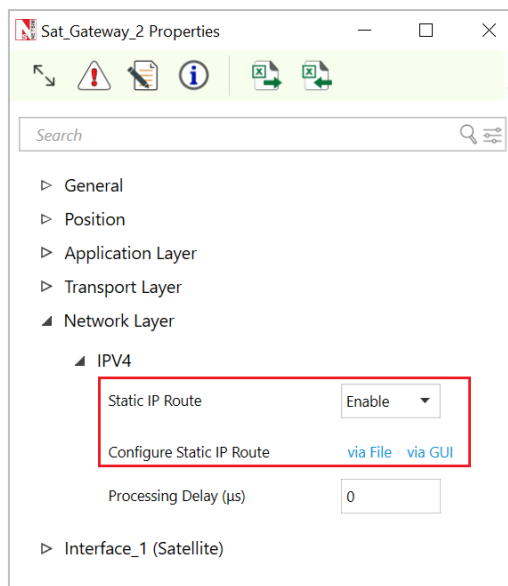 Sat_Gateway_2 Properties
Search
General
Position
Application Layer
Transport Layer
Network Layer
IPV4
Static IP Route Enable
Configure Static IP Route via File via GUI
Processing Delay (µs) 0
Interface_1 (Satellite)